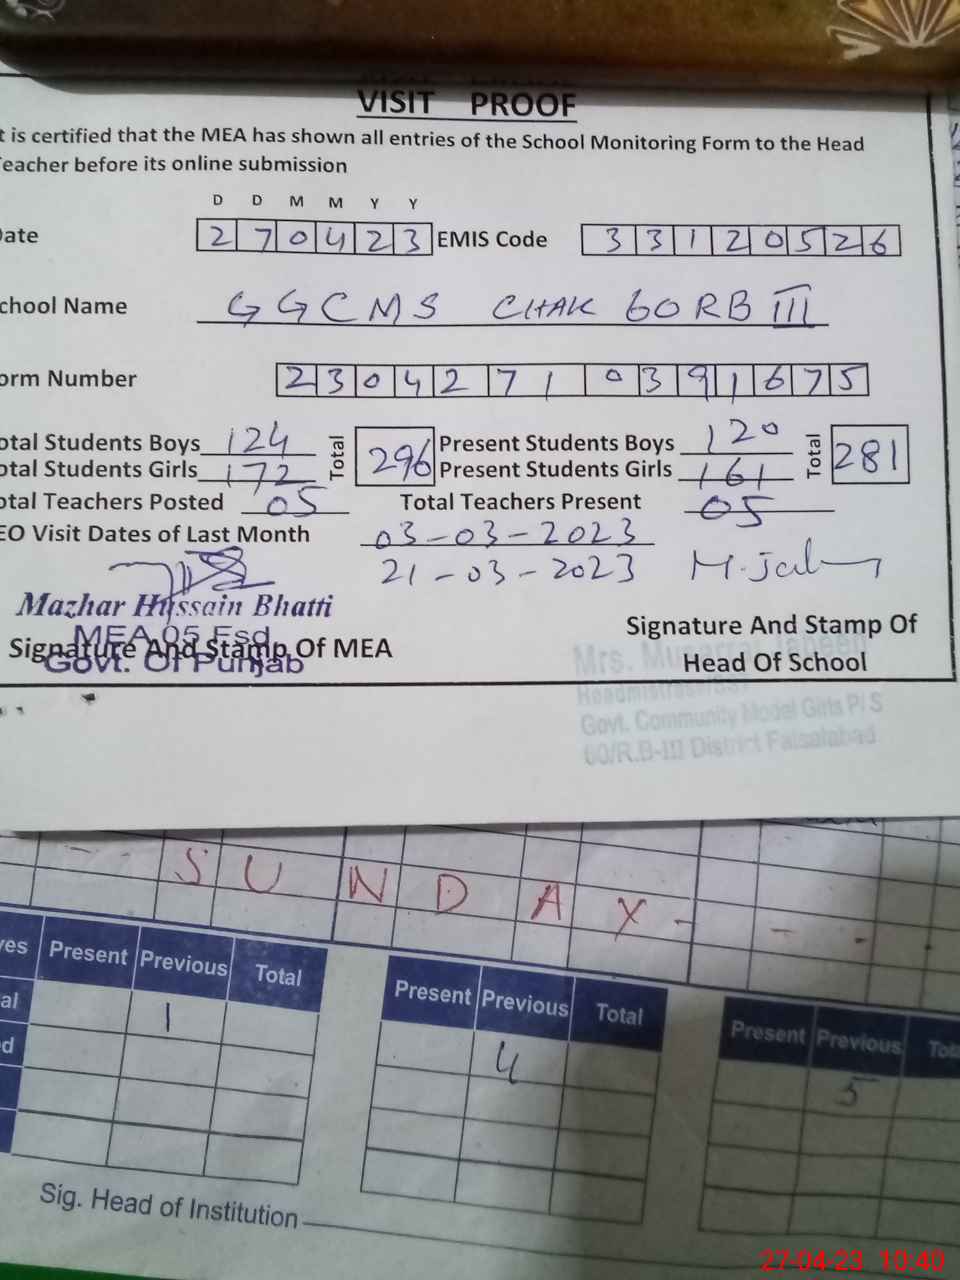 VISIT PROOF
t is certified that the MEA has shown all entries of the School Monitoring Form to the Head
eacher before its online submission
D D M M Y Y
ate 2 7 0 4 2 3 EMIS Code 3 3 1 2 0 5 2 6
chool Name GGCMS CHAK 60 RB III
orm Number 2 3 0 4 2 7 1 0 3 9 1 6 7 5
otal Students Boys 124 Total 296 Present Students Boys 120 Total 281
otal Students Girls 172 Present Students Girls 161
otal Teachers Posted 05 Total Teachers Present 05
EO Visit Dates of Last Month 03-03-2023
21-03-2023
Mazhar Hussain Bhatti
MEA 05 Fsd
Govt. Of Punjab
Signature And Stamp Of MEA
Signature And Stamp Of
Head Of School
Mrs. Musarrat Jabeen
Headmistress/SST
Govt. Community Model Girls P/S
60/R.B-III District Faisalabad
SUNDAY - - -
ves Present Previous Total Present Previous Total Present Previous Tot
al 1 4 5
d
Sig. Head of Institution
27-04-23 10:40